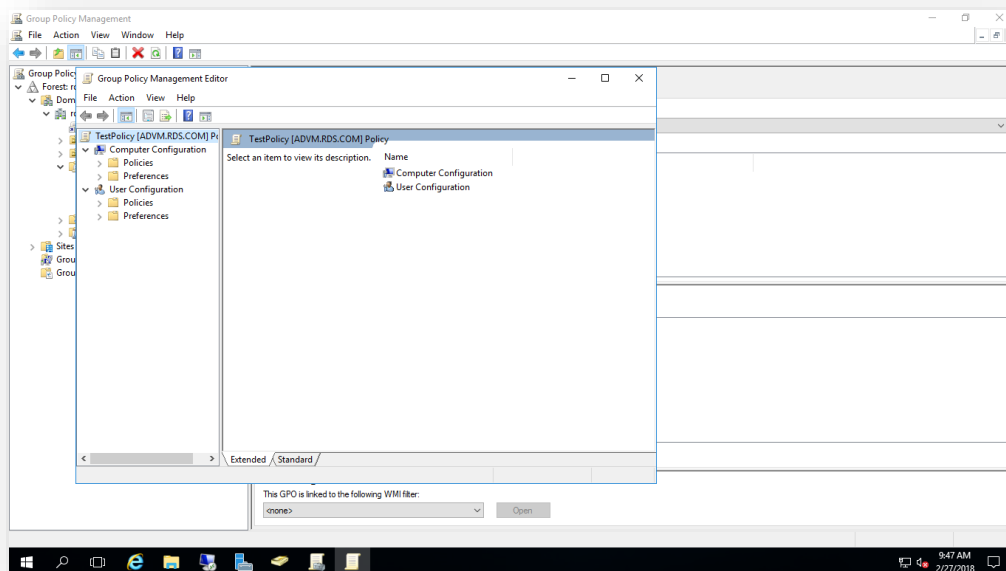 Group Policy Management
File Action View Window Help
Group Polic
Forest: r
Dom
Sites
Grou
Grou
Group Policy Management Editor
File Action View Help
TestPolicy [ADVM.RDS.COM] P
Computer Configuration
Policies
Preferences
User Configuration
Policies
Preferences
TestPolicy [ADVM.RDS.COM] Policy
Select an item to view its description.
Name
Computer Configuration
User Configuration
Extended Standard
This GPO is linked to the following WMI filter:
<none>
Open
9:47 AM
2/27/2018